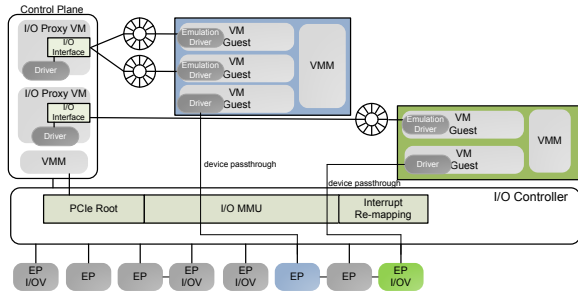 Control Plane
I/O Proxy VM
I/O
Interface
Driver
I/O Proxy VM
I/O
Interface
Driver
VMM
Emulation
Driver
VM
Guest
Emulation
Driver
VM
Guest
Driver
VM
Guest
VMM
Emulation
Driver
VM
Guest
Driver
VM
Guest
VMM
device passthrough
device passthrough
I/O Controller
PCIe Root
I/O MMU
Interrupt
Re-mapping
EP
I/OV
EP
EP
EP
I/OV
EP
I/OV
EP
EP
EP
I/OV